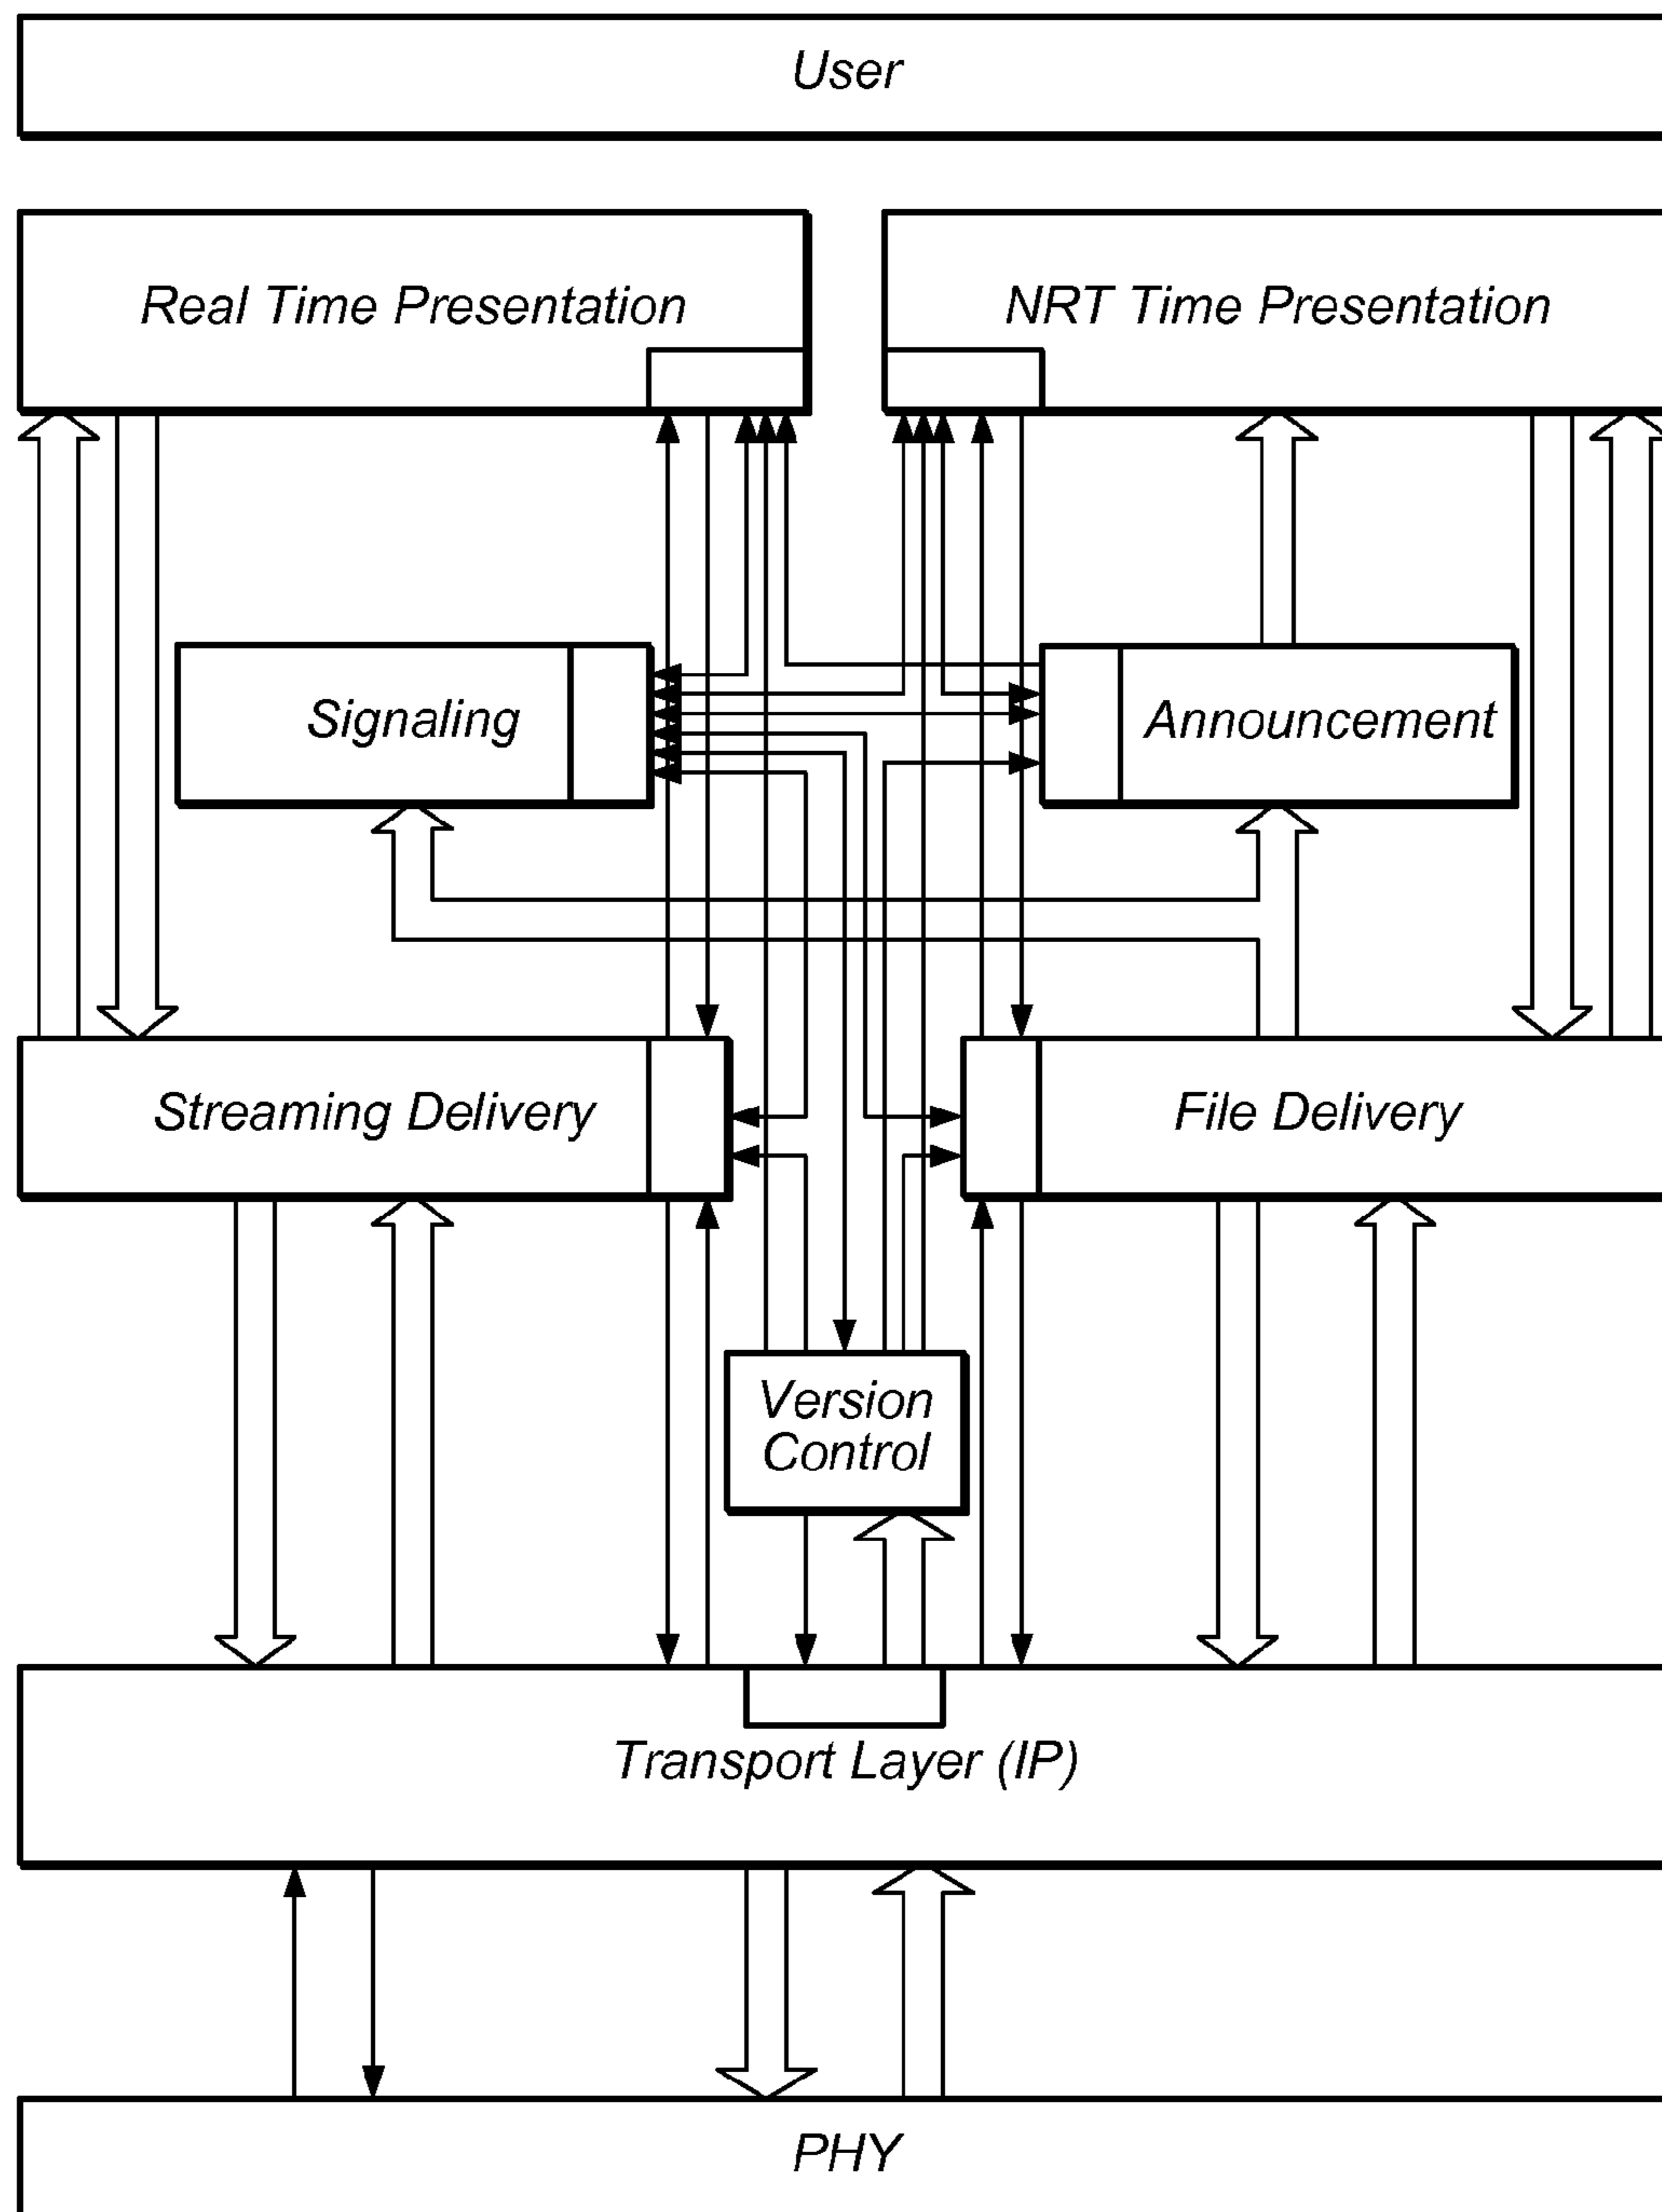 User
Real Time Presentation
NRT Time Presentation
Signaling
Announcement
Streaming Delivery
File Delivery
Version
Control
Transport Layer (IP)
PHY